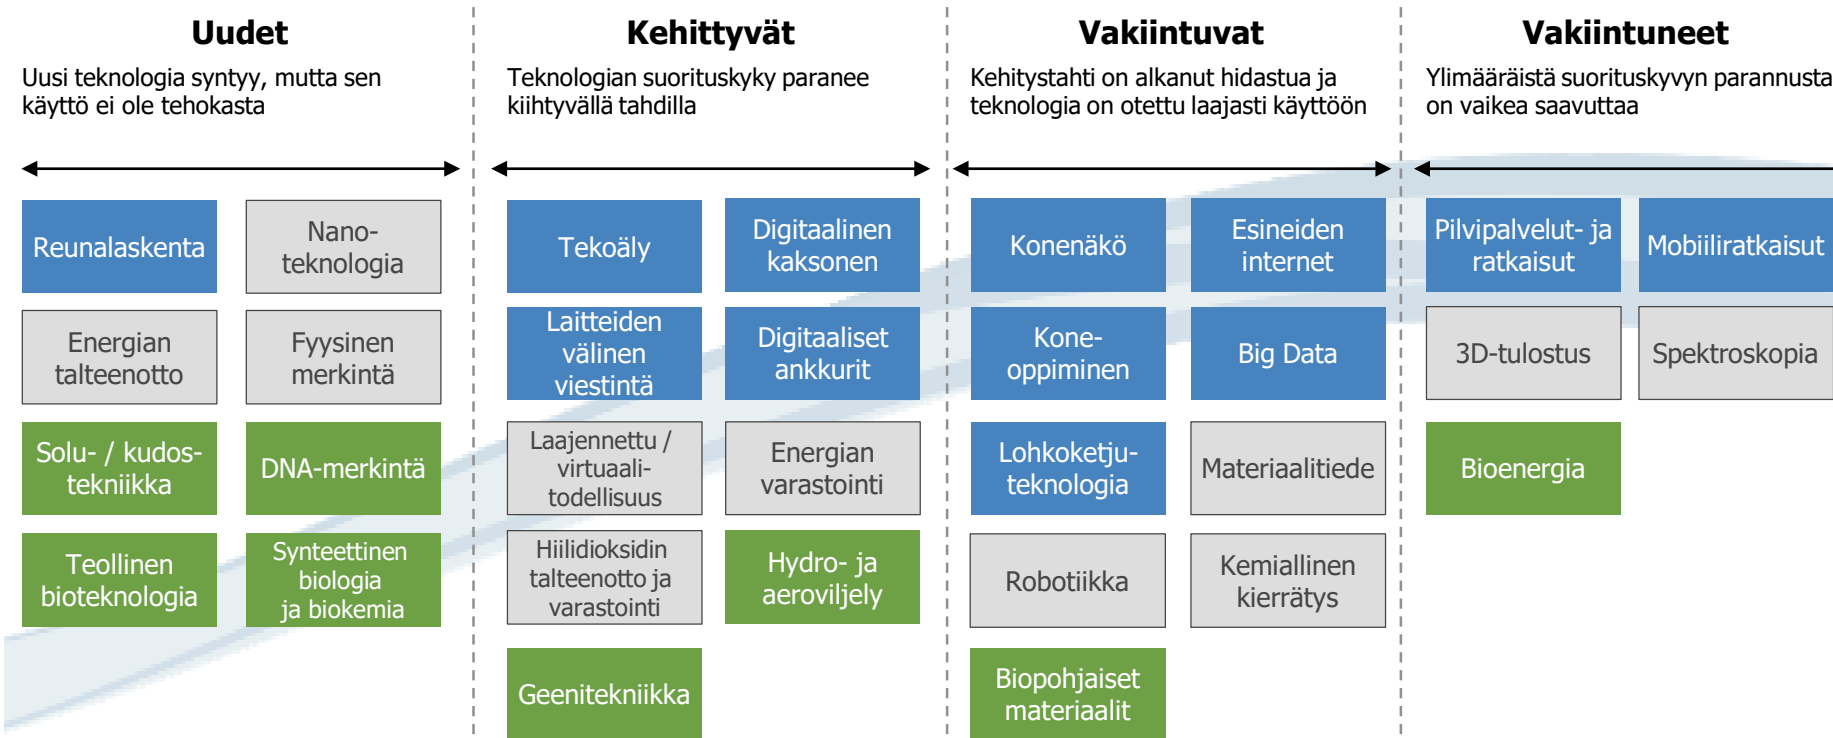 Uudet
Uusi teknologia syntyy, mutta sen
käyttö ei ole tehokasta
Reunalaskenta
Nano-
teknologia
Energian
talteenotto
Fyysinen
merkintä
Solu- / kudos-
tekniikka
DNA-merkintä
Teollinen
bioteknologia
Synteettinen
biologia
ja biokemia
Kehittyvät
Teknologian suorituskyky paranee
kiihtyvällä tahdilla
Tekoäly
Digitaalinen
kaksonen
Laitteiden
välinen
viestintä
Digitaaliset
ankkurit
Laajennettu /
virtuaali-
todellisuus
Energian
varastointi
Hiilidioksidin
talteenotto ja
varastointi
Hydro- ja
aeroviljely
Geenitekniikka
Vakiintuvat
Kehitystahti on alkanut hidastua ja
teknologia on otettu laajasti käyttöön
Konenäkö
Esineiden
internet
Kone-
oppiminen
Big Data
Lohkoketju-
teknologia
Materiaalitiede
Robotiikka
Kemiallinen
kierrätys
Biopohjaiset
materiaalit
Vakiintuneet
Ylimääräistä suorituskyvyn parannusta
on vaikea saavuttaa
Pilvipalvelut- ja
ratkaisut
Mobiiliratkaisut
3D-tulostus
Spektroskopia
Bioenergia